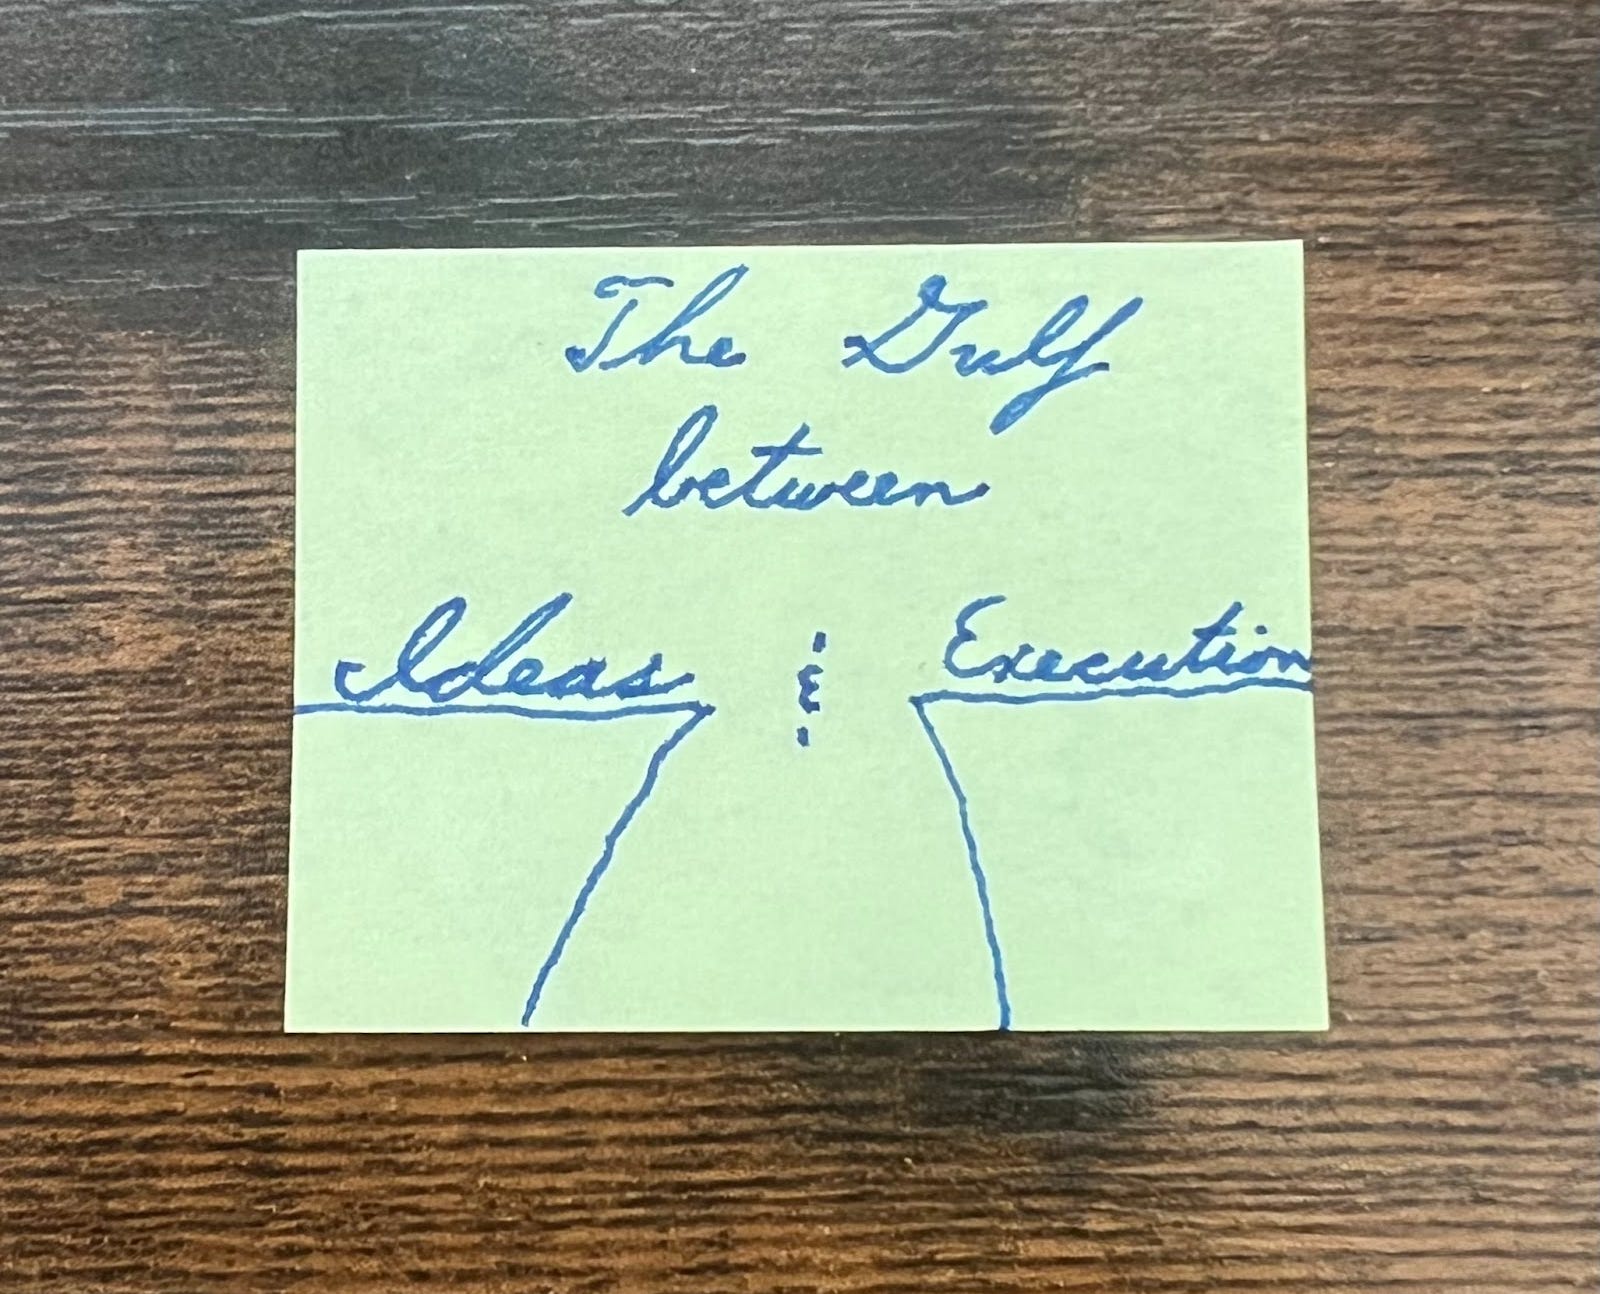 The Gulf
between
Ideas & Execution